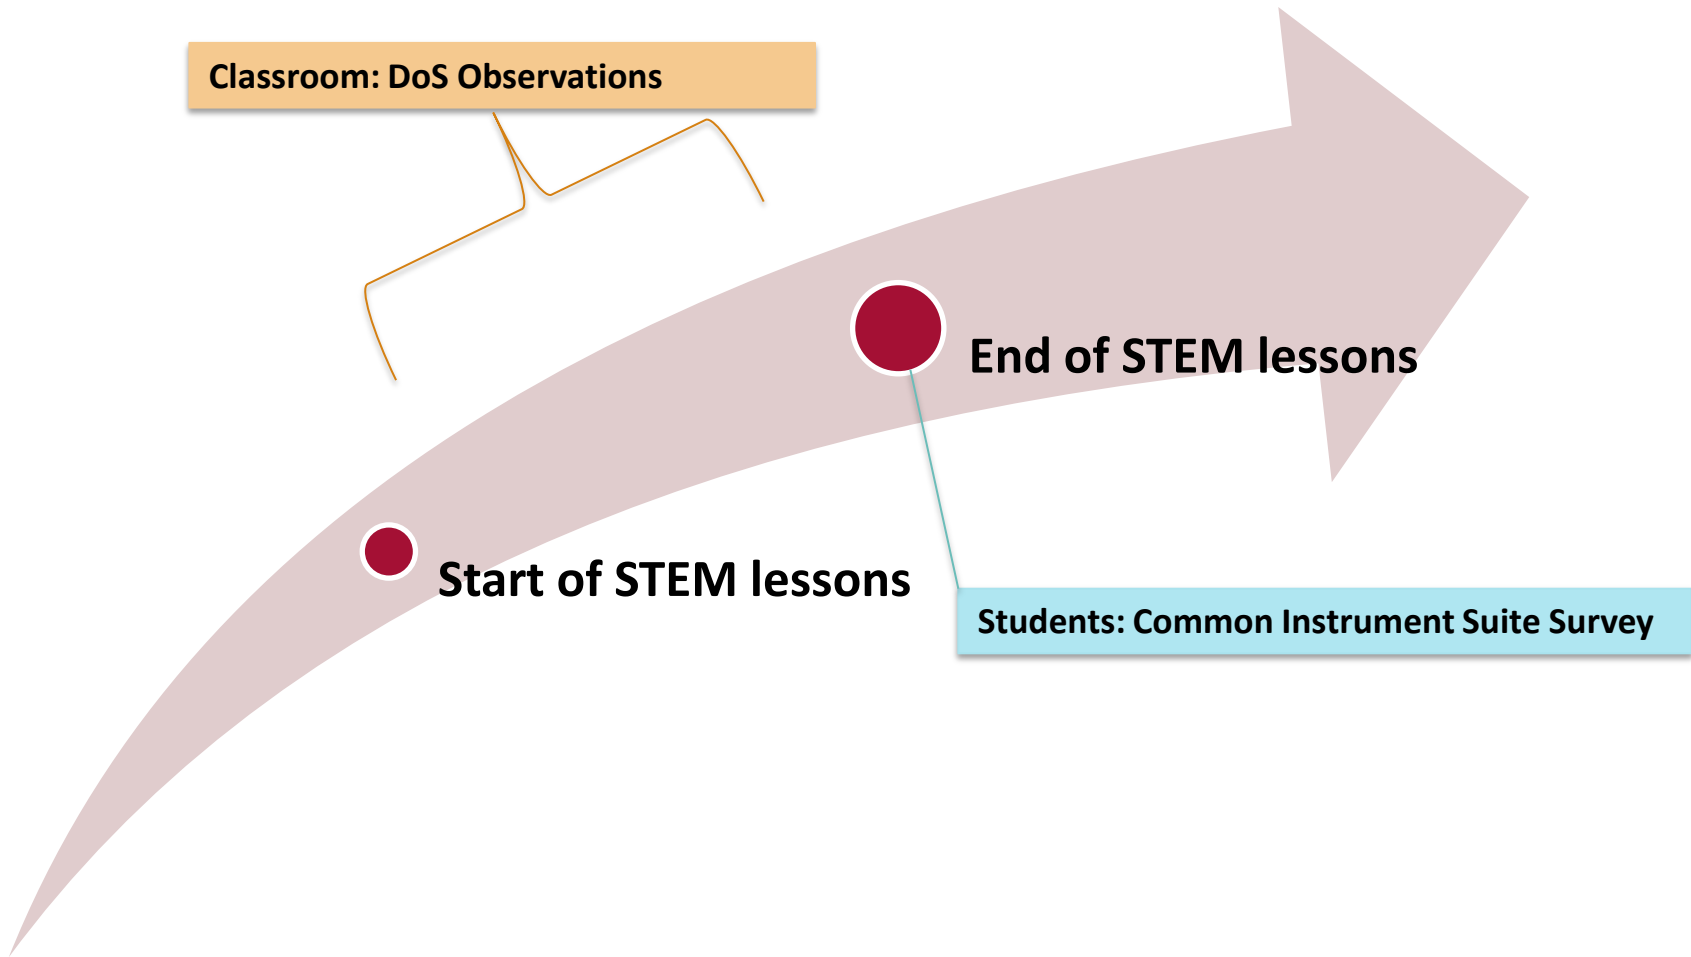 Classroom: DoS Observations
End of STEM lessons
Start of STEM lessons
Students: Common Instrument Suite Survey